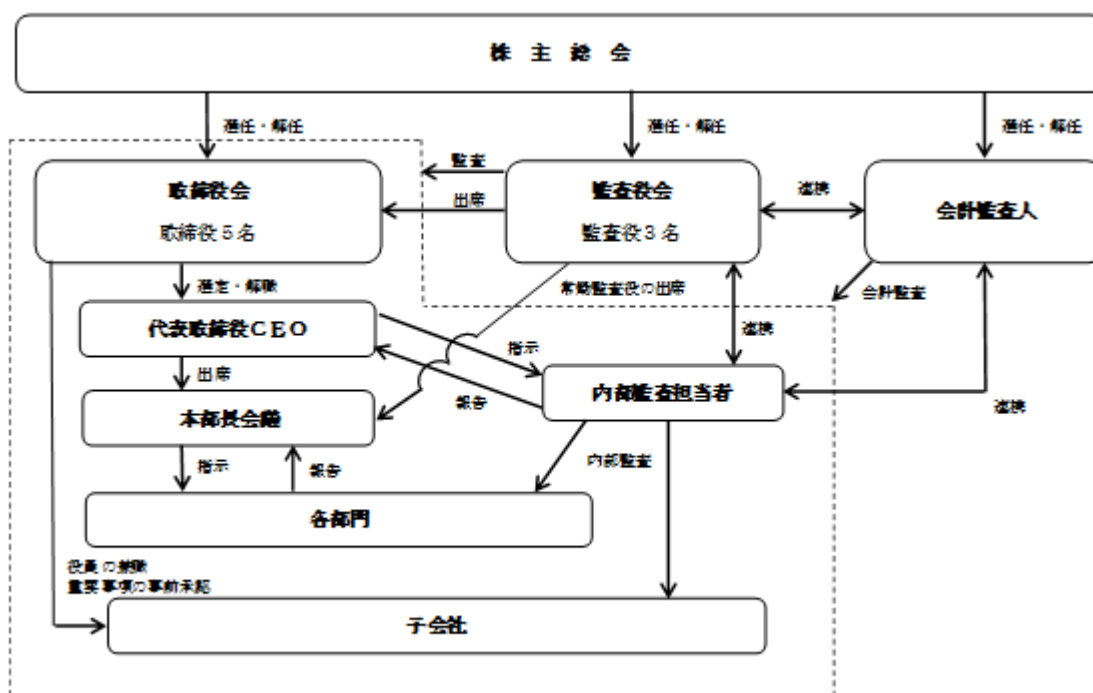 株 主 総 会
選任・解任
選任・解任
選任・解任
監査
取締役会
取締役5名
出席
監査役会
監査役3名
連携
会計監査人
選定・解職
常勤監査役の出席
会計監査
代表取締役CEO
指示
連携
出席
内部監査担当者
報告
連携
本部長会議
指示
報告
内部監査
各部門
役員の兼職
重要事項の事前承認
子会社